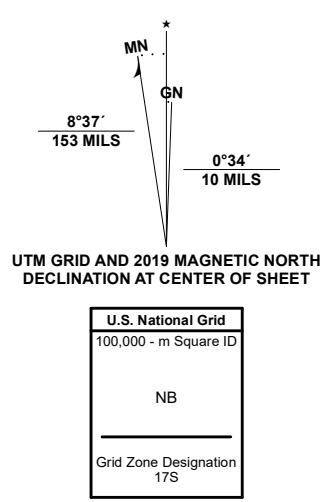 ★
MN
GN
8°37´
153 MILS
0°34´
10 MILS
UTM GRID AND 2019 MAGNETIC NORTH
DECLINATION AT CENTER OF SHEET
U.S. National Grid
100,000 - m Square ID
NB
Grid Zone Designation
17S